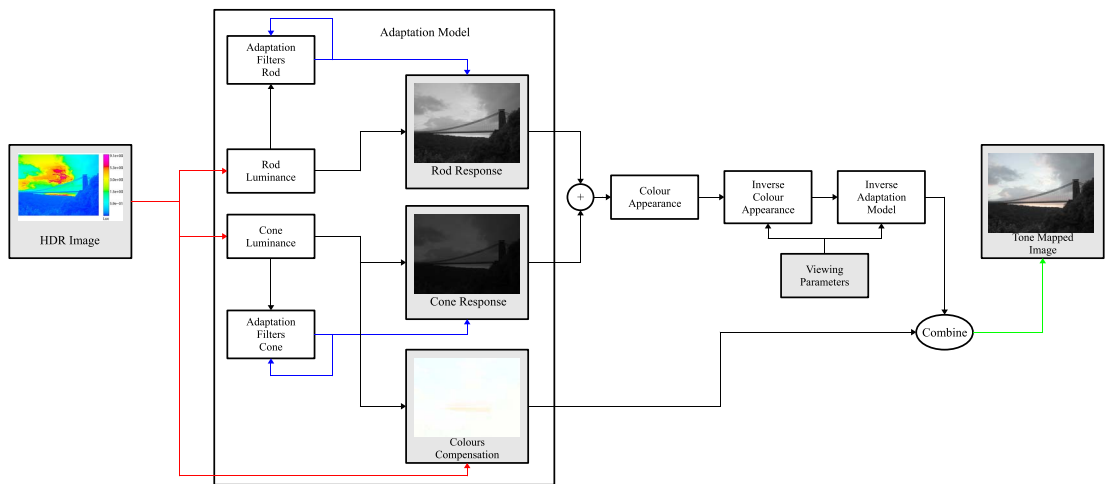 Adaptation Model
Adaptation
Filters
Rod
Rod
Luminance
Rod Response
HDR Image
Cone
Luminance
Cone Response
Adaptation
Filters
Cone
Colours
Compensation
+
Colour
Appearance
Inverse
Colour
Appearance
Inverse
Adaptation
Model
Viewing
Parameters
Combine
Tone Mapped
Image